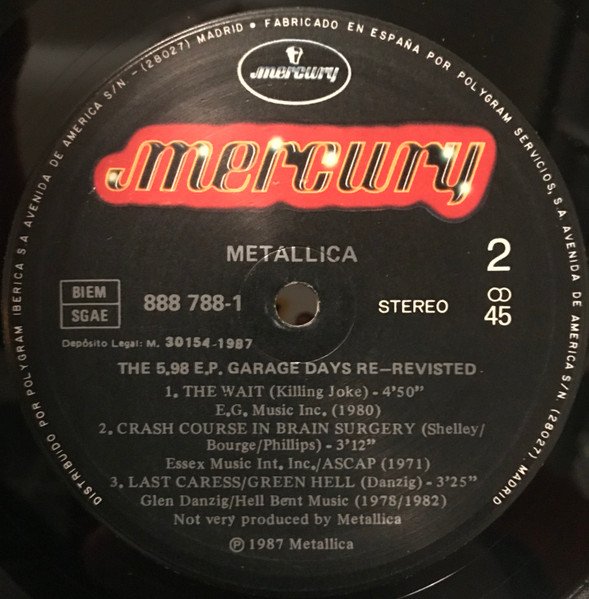 DISTRIBUIDO POR POLYGRAM IBERICA S.A. AVENIDA DE AMERICA S/N - (28027) MADRID • FABRICADO EN ESPAÑA POR POLYGRAM SERVICIOS, S.A. AVENIDA DE AMERICA S/N (28027) MADRID
mercury
mercury
METALLICA
2
BIEM
SGAE
888 788-1
STEREO
45
Depósito Legal: M. 30154-1987
THE 5,98 E.P. GARAGE DAYS RE-REVISTED
1. THE WAIT (Killing Joke) - 4'50"
E.G. Music Inc. (1980)
2. CRASH COURSE IN BRAIN SURGERY (Shelley/
Bourge/Phillips) - 3'12"
Essex Music Int. Inc./ASCAP (1971)
3. LAST CARESS/GREEN HELL (Danzig) - 3'25"
Glen Danzig/Hell Bent Music (1978/1982)
Not very produced by Metallica
Ⓟ 1987 Metallica